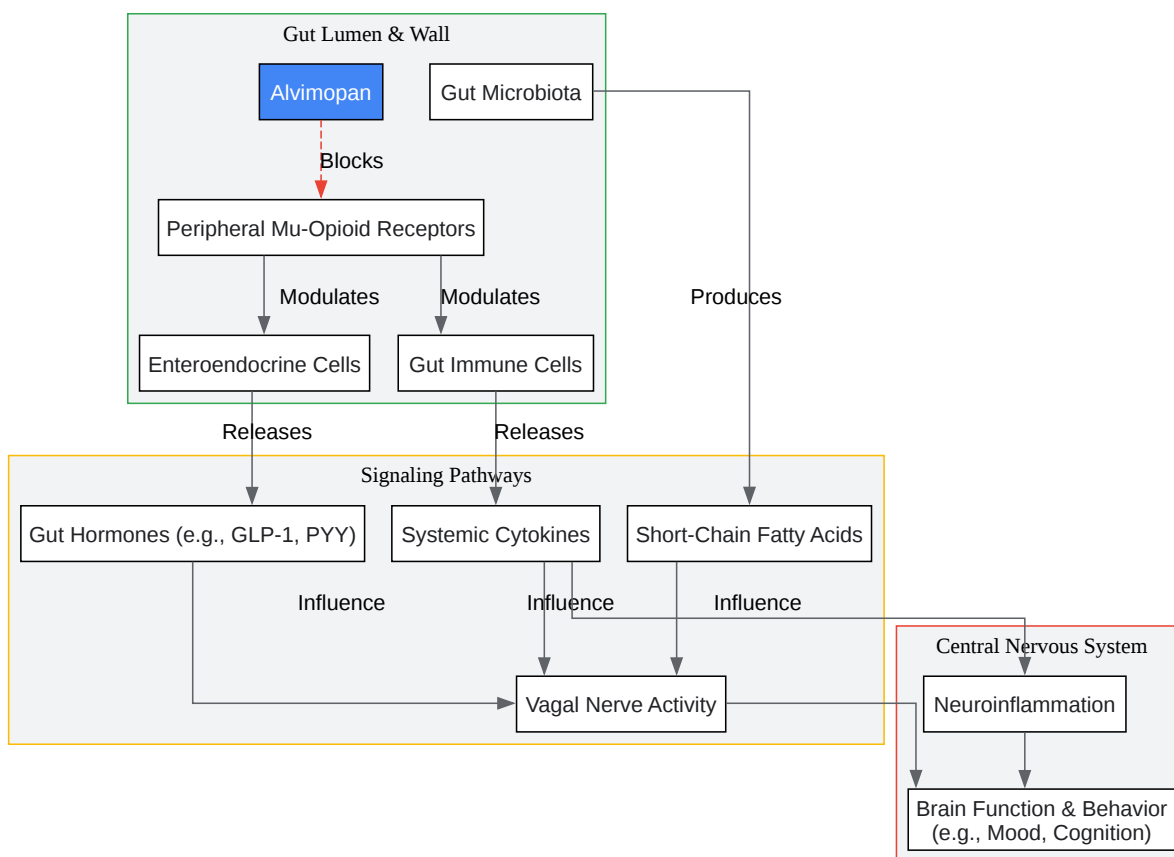 Gut Lumen & Wall
Alvimopan
Gut Microbiota
Blocks
Peripheral Mu-Opioid Receptors
Modulates
Modulates
Produces
Enteroendocrine Cells
Gut Immune Cells
Releases
Releases
Signaling Pathways
Gut Hormones (e.g., GLP-1, PYY)
Systemic Cytokines
Short-Chain Fatty Acids
Influence
Influence
Influence
Central Nervous System
Vagal Nerve Activity
Neuroinflammation
Brain Function & Behavior
(e.g., Mood, Cognition)